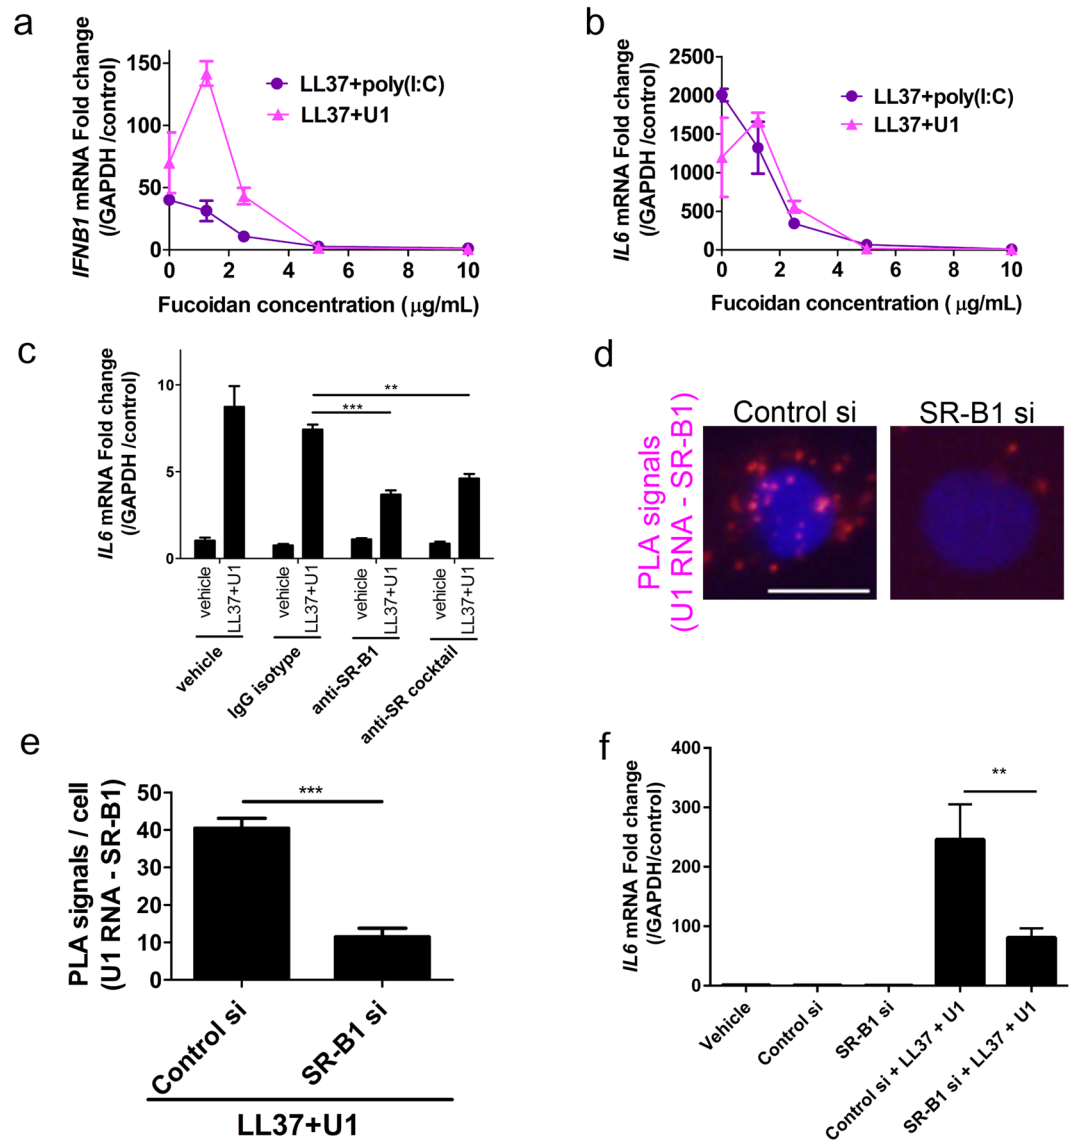 a
IFNB1 mRNA Fold change
(/GAPDH /control)
150
100
50
0
0 2 4 6 8 10
Fucoidan concentration ( μg/mL)
LL37+poly(I:C)
LL37+U1
b
IL6 mRNA Fold change
(/GAPDH /control)
2500
2000
1500
1000
500
0
0 2 4 6 8 10
Fucoidan concentration ( μg/mL)
LL37+poly(I:C)
LL37+U1
c
IL6 mRNA Fold change
(/GAPDH /control)
10
5
0
**
***
vehicle
LL37+U1
vehicle
LL37+U1
vehicle
LL37+U1
vehicle
LL37+U1
vehicle
IgG isotype
anti-SR-B1
anti-SR cocktail
d
PLA signals
(U1 RNA - SR-B1)
Control si
SR-B1 si
e
PLA signals / cell
(U1 RNA - SR-B1)
50
40
30
20
10
0
***
Control si
SR-B1 si
LL37+U1
f
IL6 mRNA Fold change
(/GAPDH/control)
400
300
200
100
0
**
Vehicle
Control si
SR-B1 si
Control si + LL37 + U1
SR-B1 si + LL37 + U1